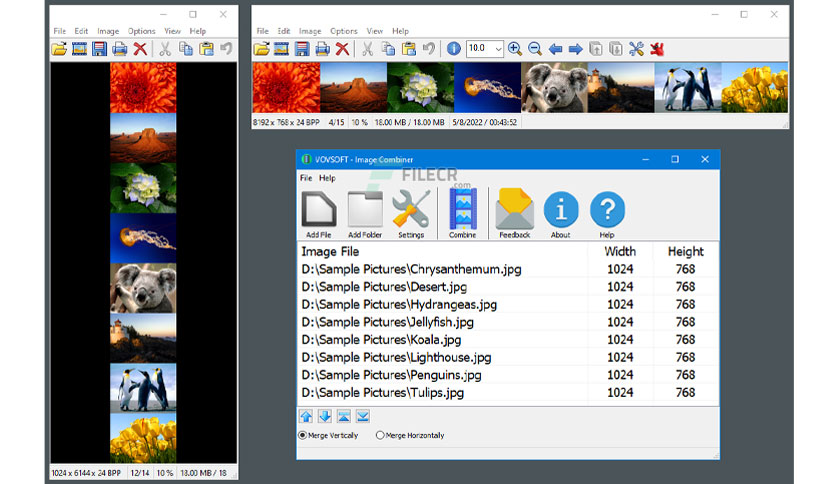 File Edit Image Options View Help
1024 x 6144 x 24 BPP 12/14 10 % 18.00 MB / 18
File Edit Image Options View Help
10.0
8192 x 768 x 24 BPP 4/15 10 % 18.00 MB / 18.00 MB 5/8/2022 / 00:43:52
VOVSOFT - Image Combiner
File Help
FILECR
.com
Add File Add Folder Settings Combine Feedback About Help
Image File Width Height
D:\Sample Pictures\Chrysanthemum.jpg 1024 768
D:\Sample Pictures\Desert.jpg 1024 768
D:\Sample Pictures\Hydrangeas.jpg 1024 768
D:\Sample Pictures\Jellyfish.jpg 1024 768
D:\Sample Pictures\Koala.jpg 1024 768
D:\Sample Pictures\Lighthouse.jpg 1024 768
D:\Sample Pictures\Penguins.jpg 1024 768
D:\Sample Pictures\Tulips.jpg 1024 768
Merge Vertically Merge Horizontally